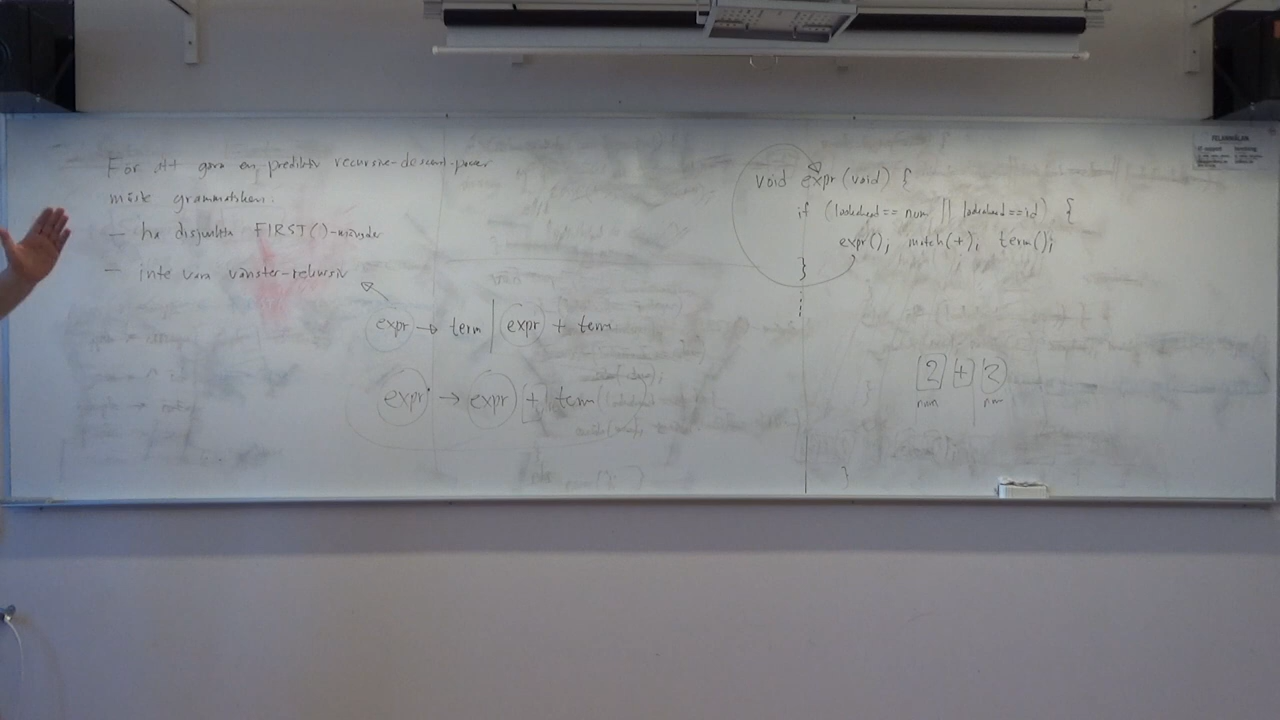 För att göra en prediktiv recursive-descent-parser
måste grammatiken:
– ha disjunkta FIRST()-mängder
– inte vara vänster-rekursiv
expr → term | expr + term
expr → expr + term
void expr(void) {
if (lookahead == num || lookahead==id) {
expr(); match(+); term();
}
2 + 2
num num
}
FELANMÄLAN